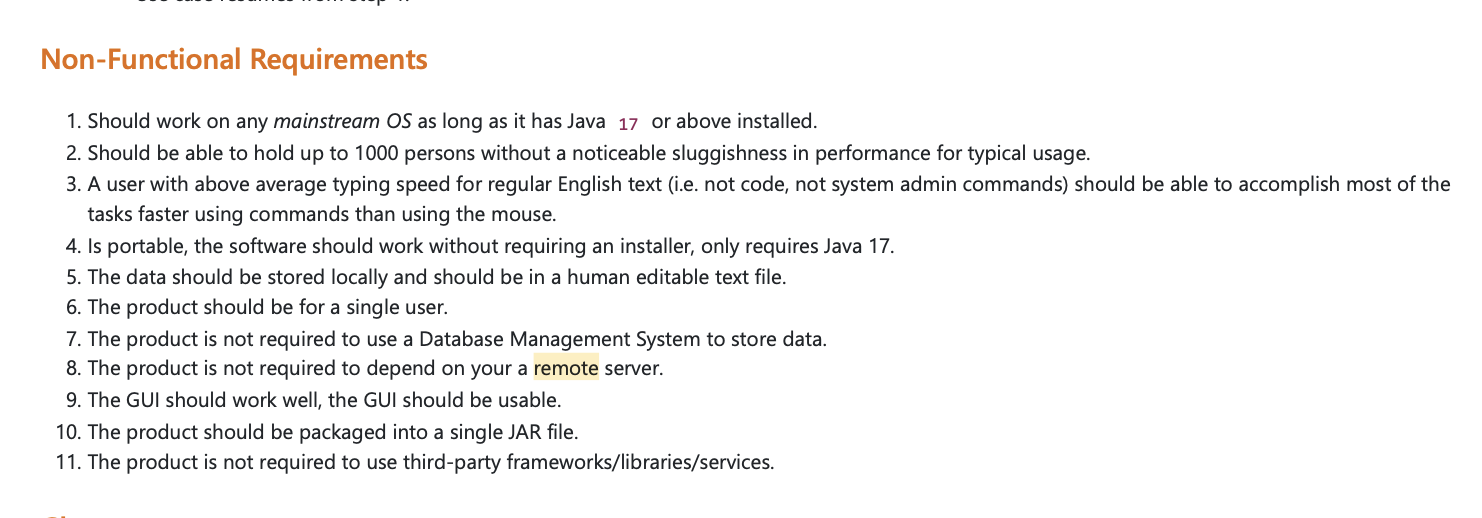 use case resumes from step 4.
Non-Functional Requirements
1. Should work on any mainstream OS as long as it has Java 17 or above installed.
2. Should be able to hold up to 1000 persons without a noticeable sluggishness in performance for typical usage.
3. A user with above average typing speed for regular English text (i.e. not code, not system admin commands) should be able to accomplish most of the
tasks faster using commands than using the mouse.
4. Is portable, the software should work without requiring an installer, only requires Java 17.
5. The data should be stored locally and should be in a human editable text file.
6. The product should be for a single user.
7. The product is not required to use a Database Management System to store data.
8. The product is not required to depend on your a remote server.
9. The GUI should work well, the GUI should be usable.
10. The product should be packaged into a single JAR file.
11. The product is not required to use third-party frameworks/libraries/services.